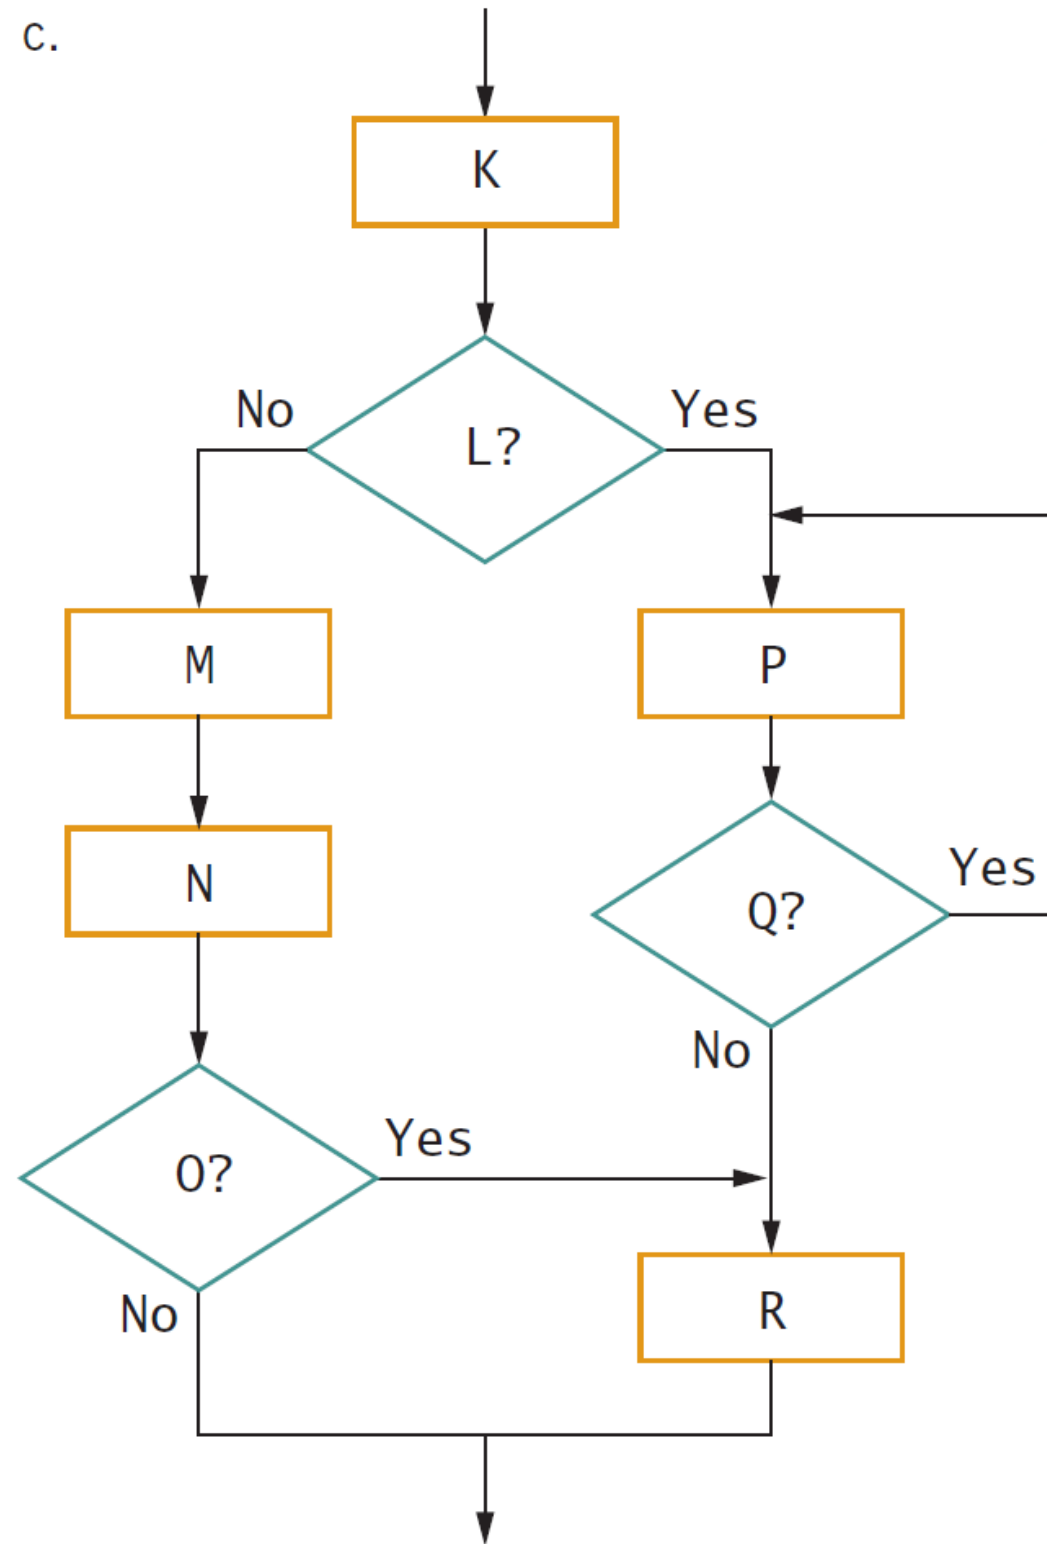 c.
K
No
L?
Yes
M
P
N
Q?
Yes
No
O?
Yes
No
R